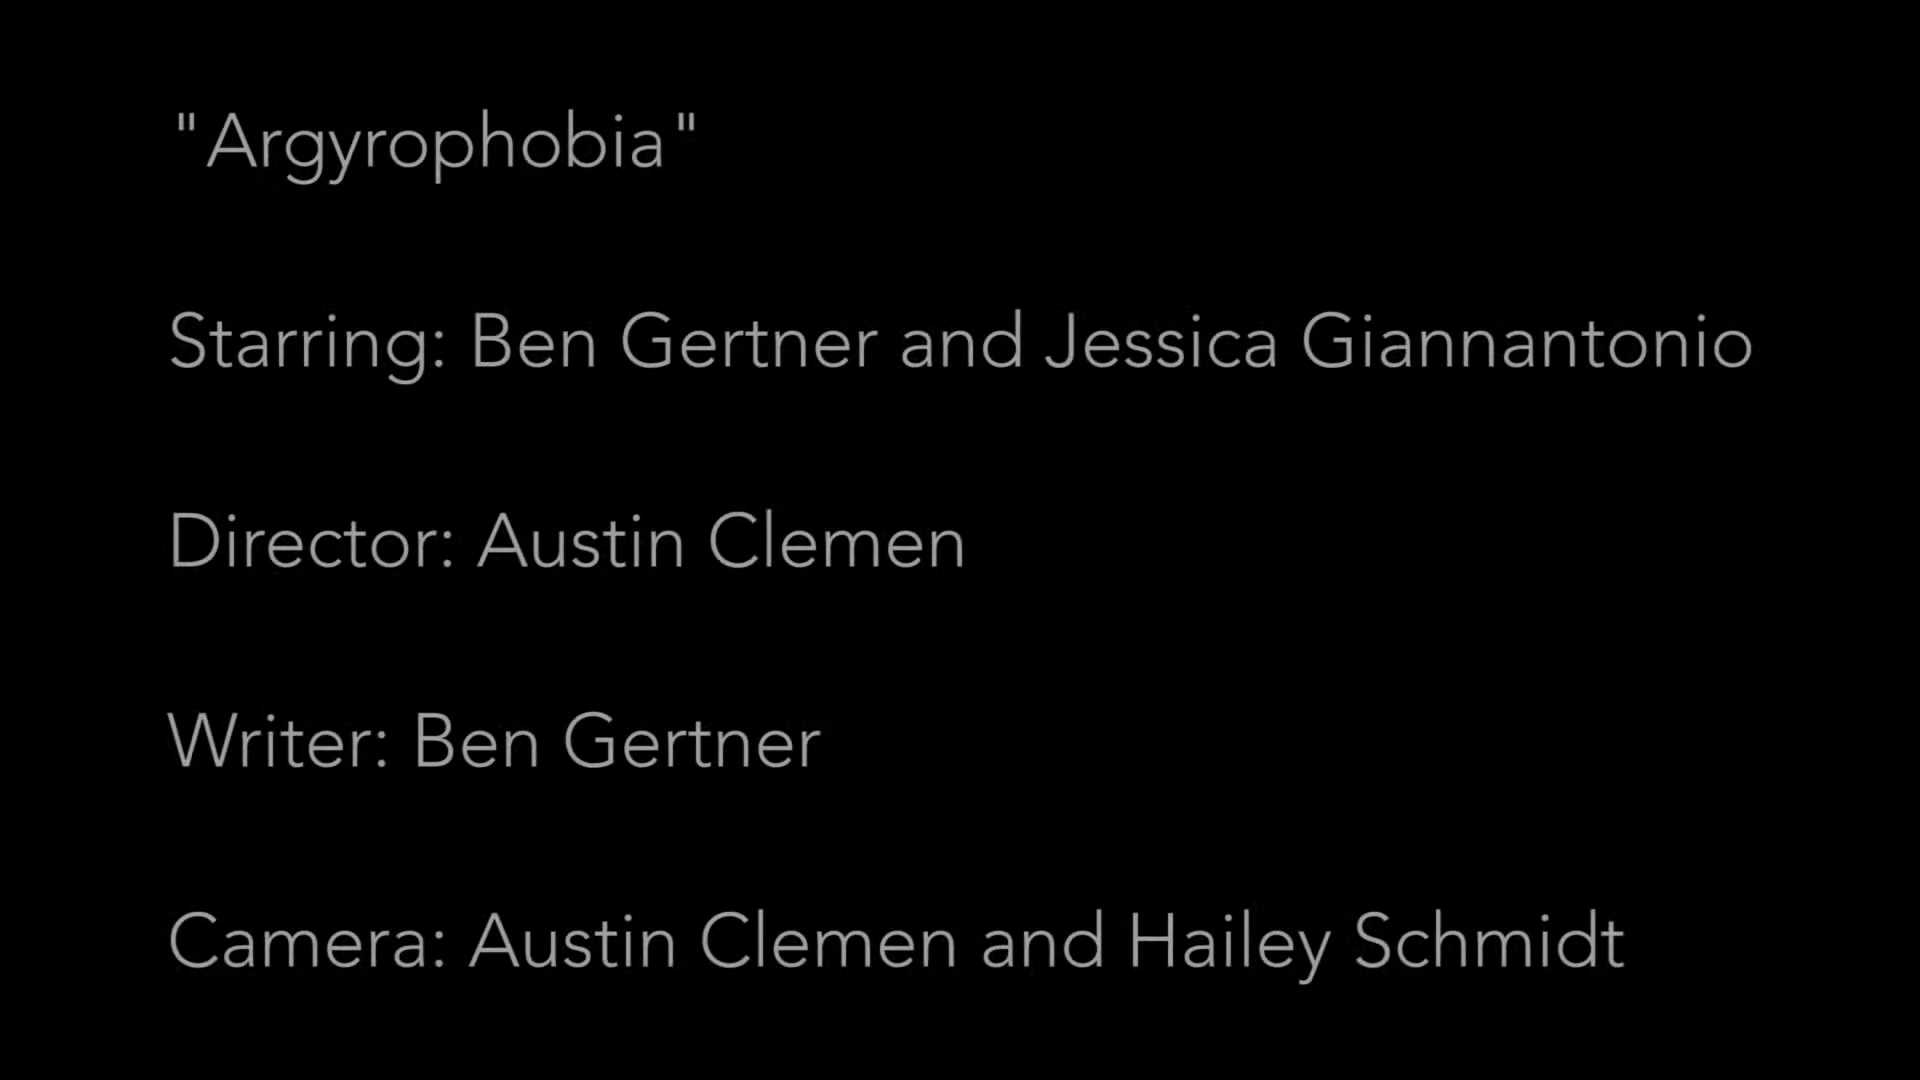 "Argyrophobia"
Starring: Ben Gertner and Jessica Giannantonio
Director: Austin Clemen
Writer: Ben Gertner
Camera: Austin Clemen and Hailey Schmidt